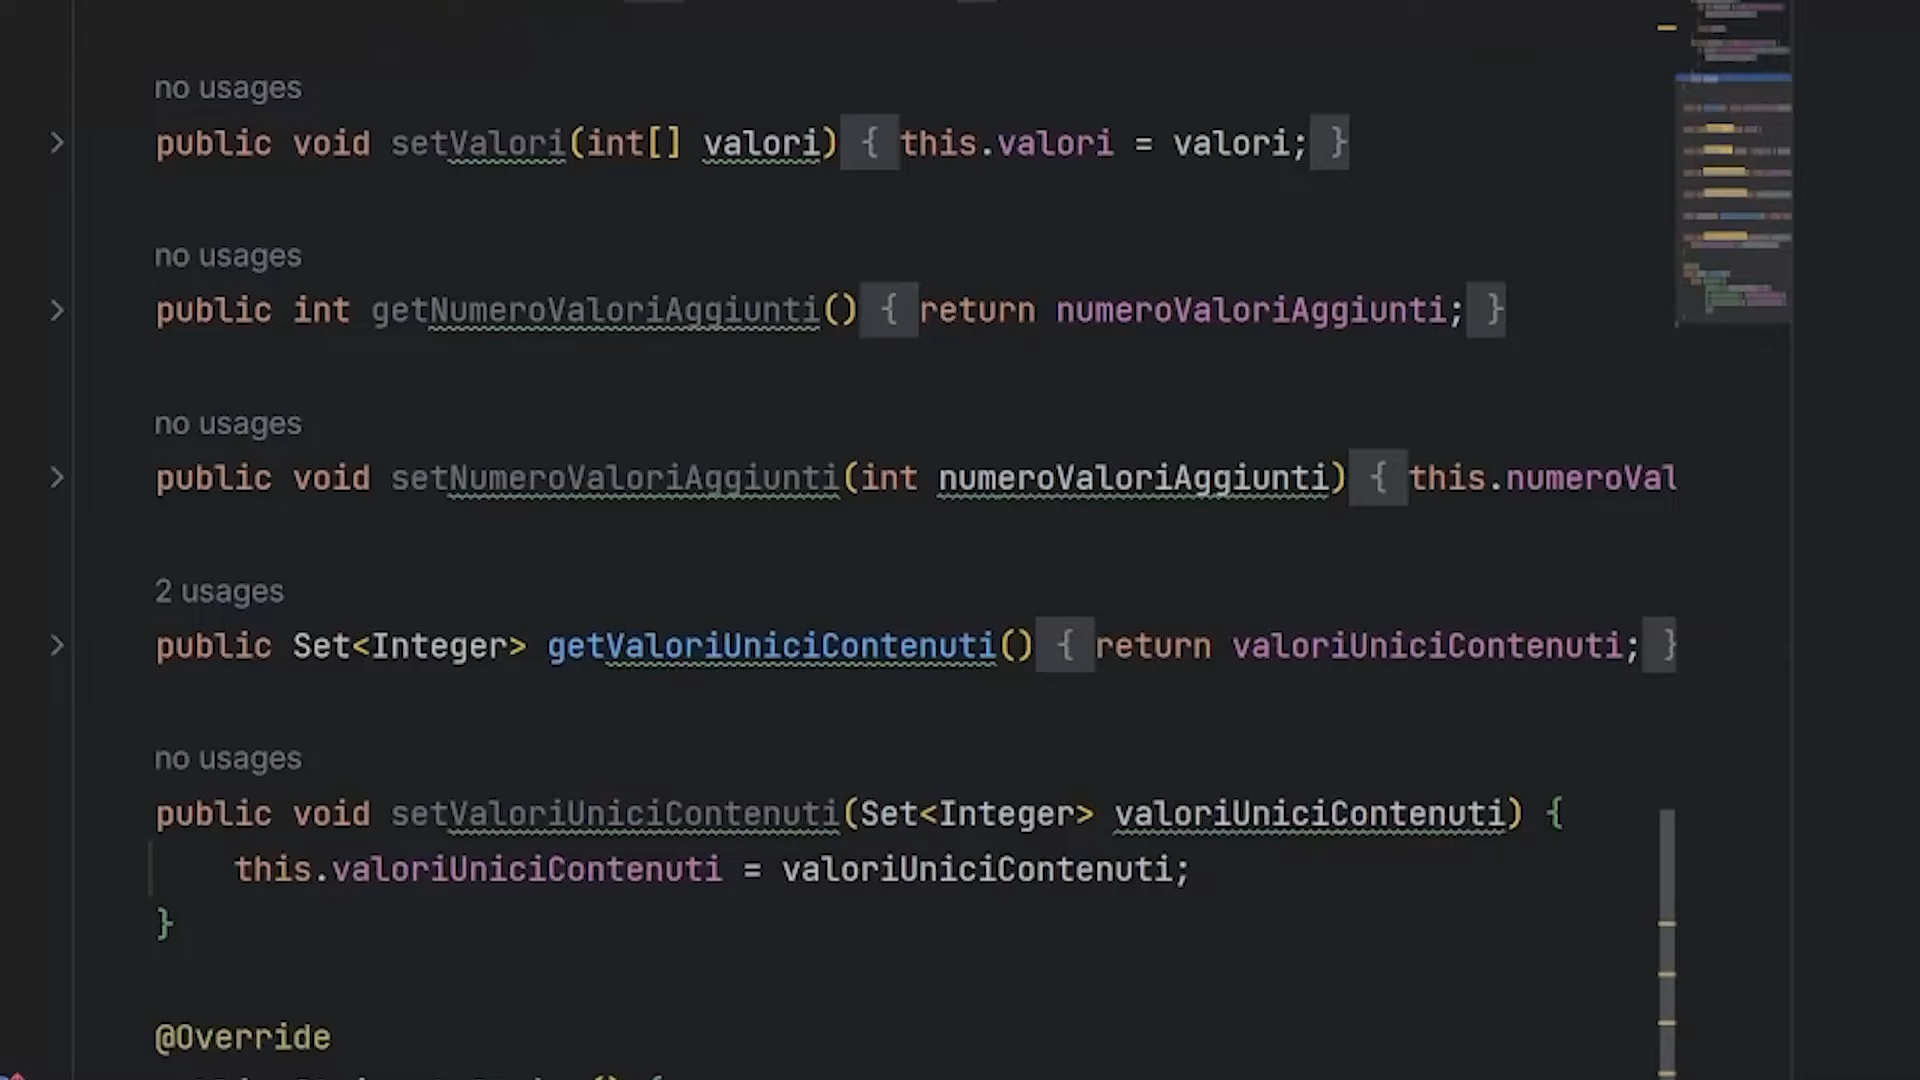 no usages
public void setValori(int[] valori) { this.valori = valori; }
no usages
public int getNumeroValoriAggiunti() { return numeroValoriAggiunti; }
no usages
public void setNumeroValoriAggiunti(int numeroValoriAggiunti) { this.numeroVal
2 usages
public Set<Integer> getValoriUniciContenuti() { return valoriUniciContenuti; }
no usages
public void setValoriUniciContenuti(Set<Integer> valoriUniciContenuti) {
this.valoriUniciContenuti = valoriUniciContenuti;
}
@Override